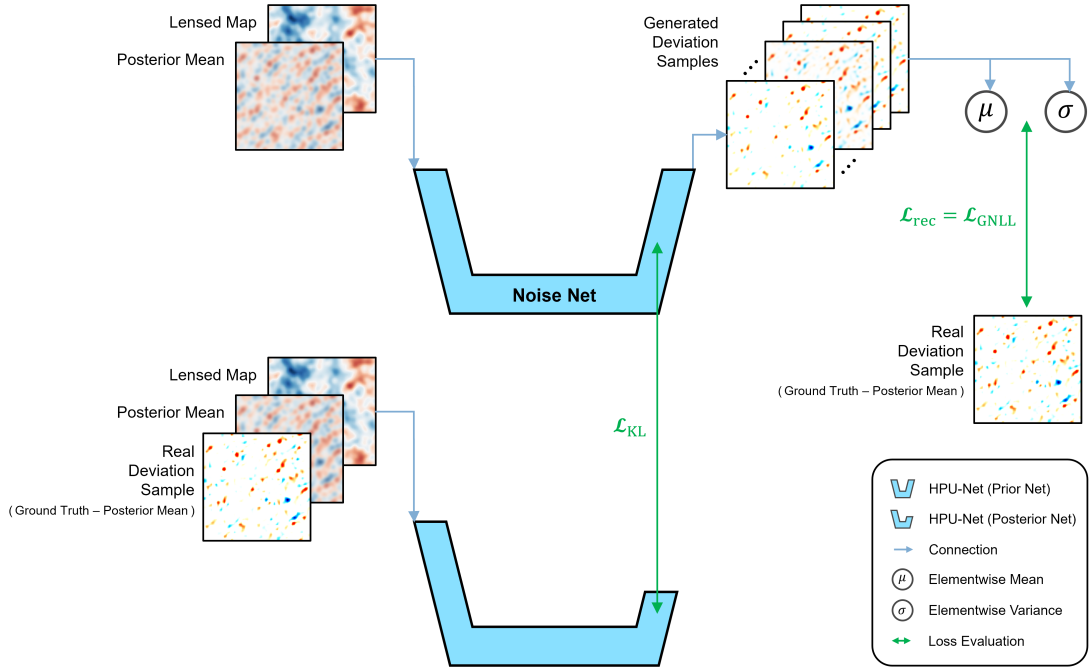 Lensed Map
Posterior Mean
Generated
Deviation
Samples
μ
σ
ℒrec = ℒGNLL
Noise Net
Real
Deviation
Sample
( Ground Truth – Posterior Mean )
Lensed Map
Posterior Mean
Real
Deviation
Sample
( Ground Truth – Posterior Mean )
ℒKL
HPU-Net (Prior Net)
HPU-Net (Posterior Net)
Connection
μ Elementwise Mean
σ Elementwise Variance
Loss Evaluation